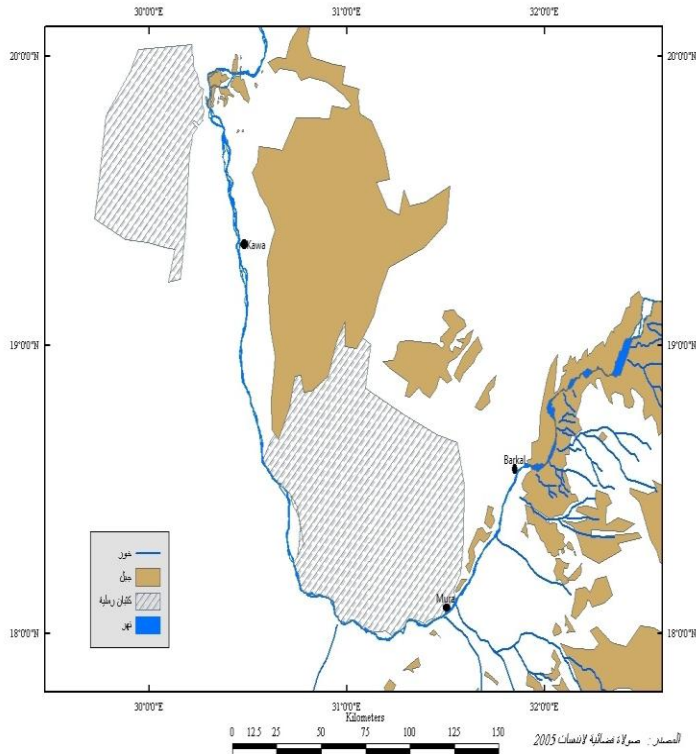 30°0'0"E 31°0'0"E 32°0'0"E
20°0'0"N 20°0'0"N
Kawa
19°0'0"N 19°0'0"N
Barkal
خور
جبل
كثبان رملية
نهر
Mura
18°0'0"N 18°0'0"N
30°0'0"E 31°0'0"E 32°0'0"E
Kilometers
0 12.5 25 50 75 100 125 150
المصدر: صولاة فضائية لاندسات 2005